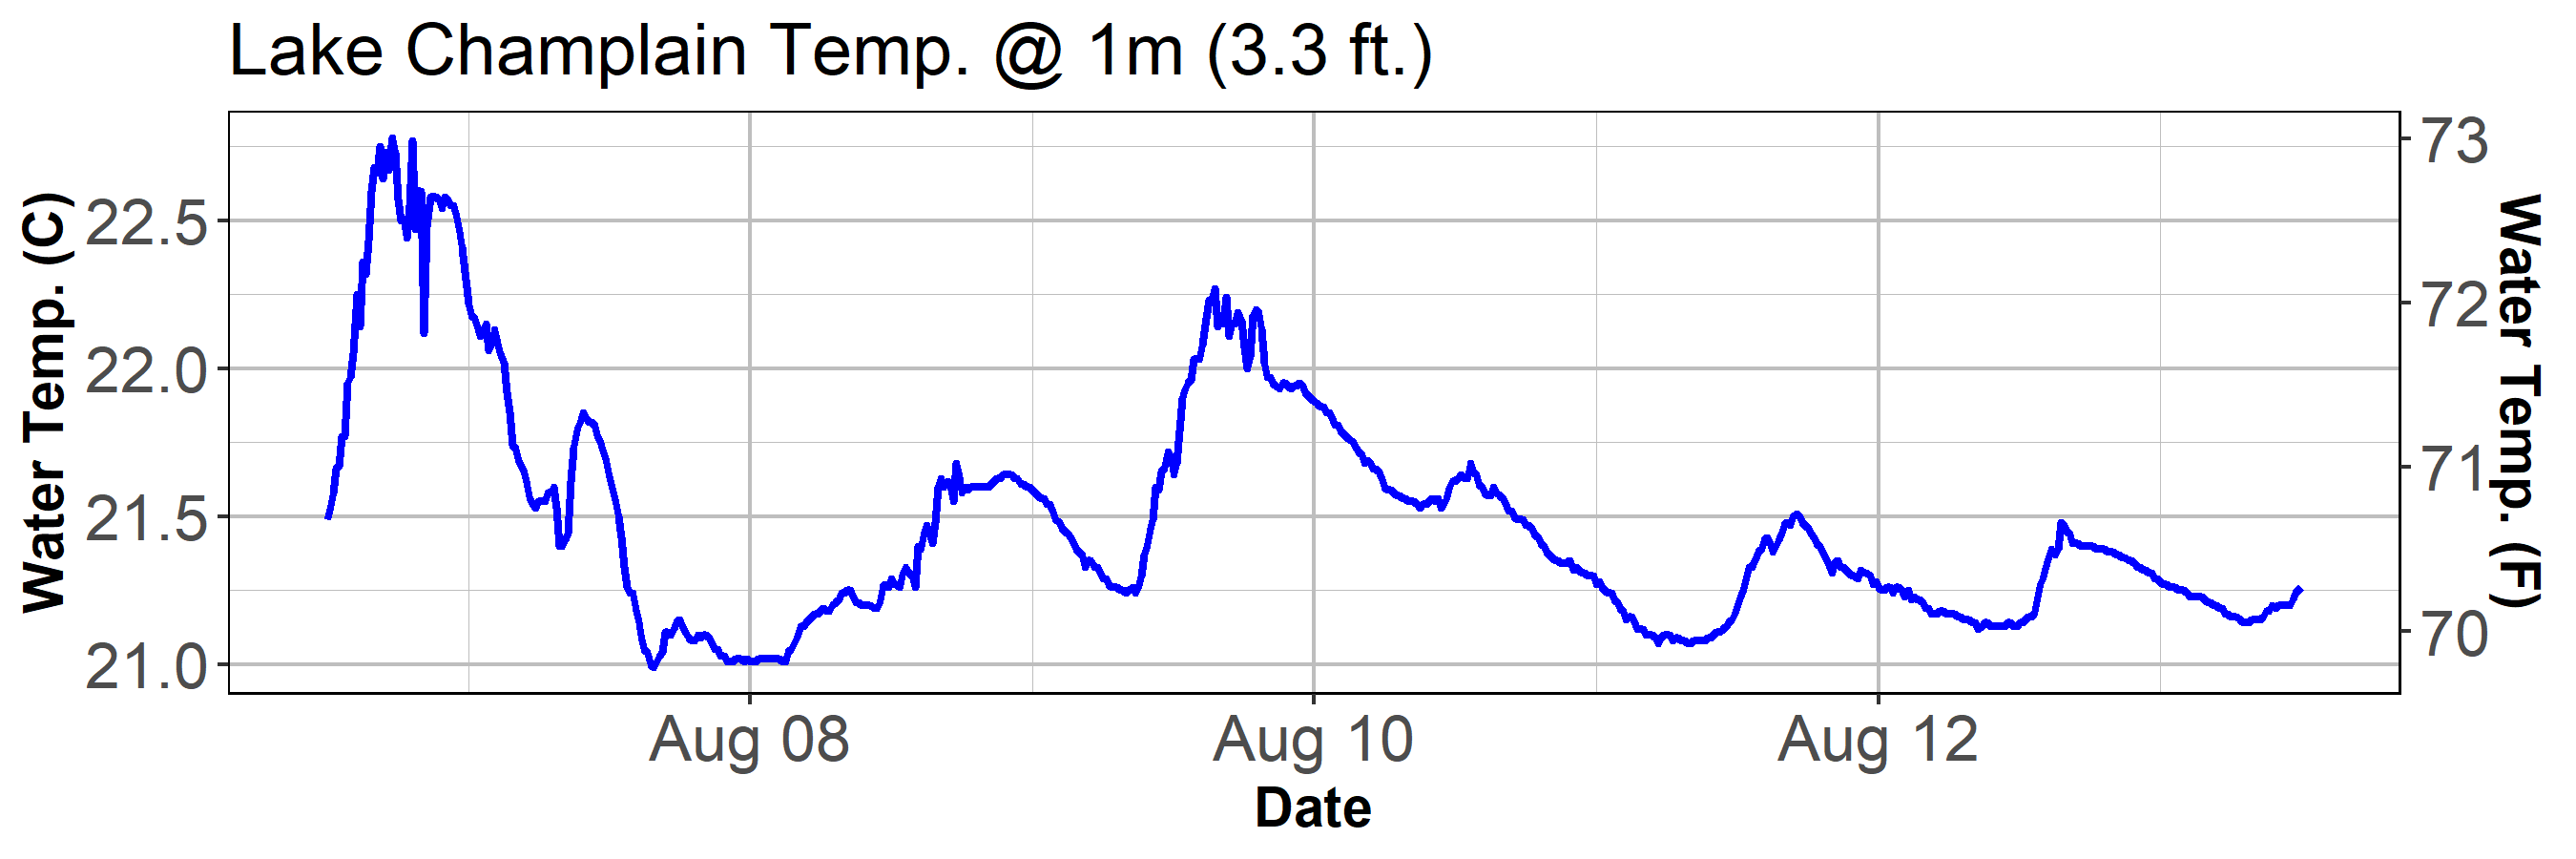 Lake Champlain Temp. @ 1m (3.3 ft.)
Water Temp. (C)
22.5
22.0
21.5
21.0
73
72
71
70
Water Temp. (F)
Aug 08
Aug 10
Aug 12
Date